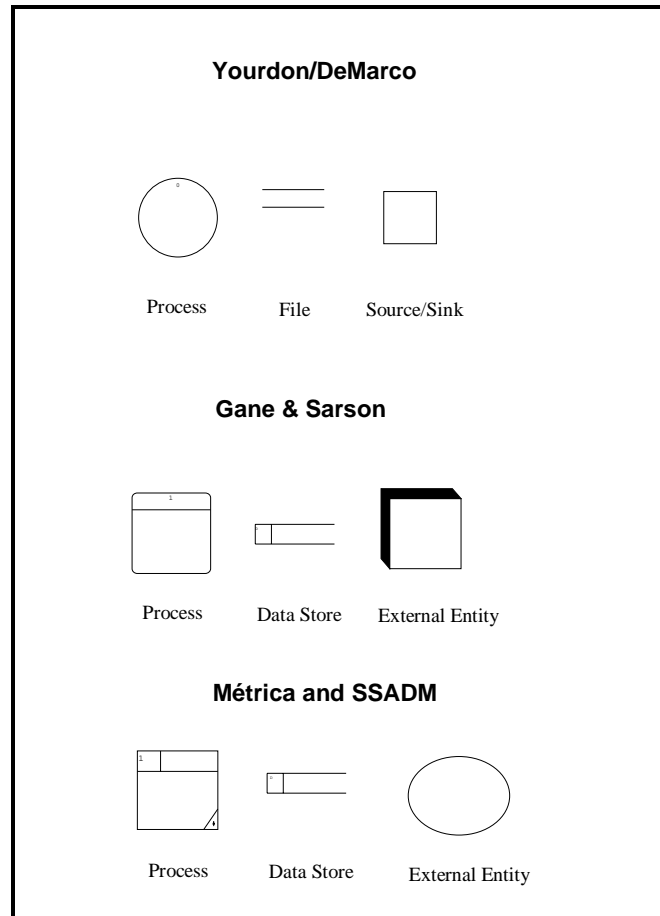 Yourdon/DeMarco
0
Process File Source/Sink
Gane & Sarson
1
Process Data Store External Entity
Métrica and SSADM
1
Process Data Store External Entity